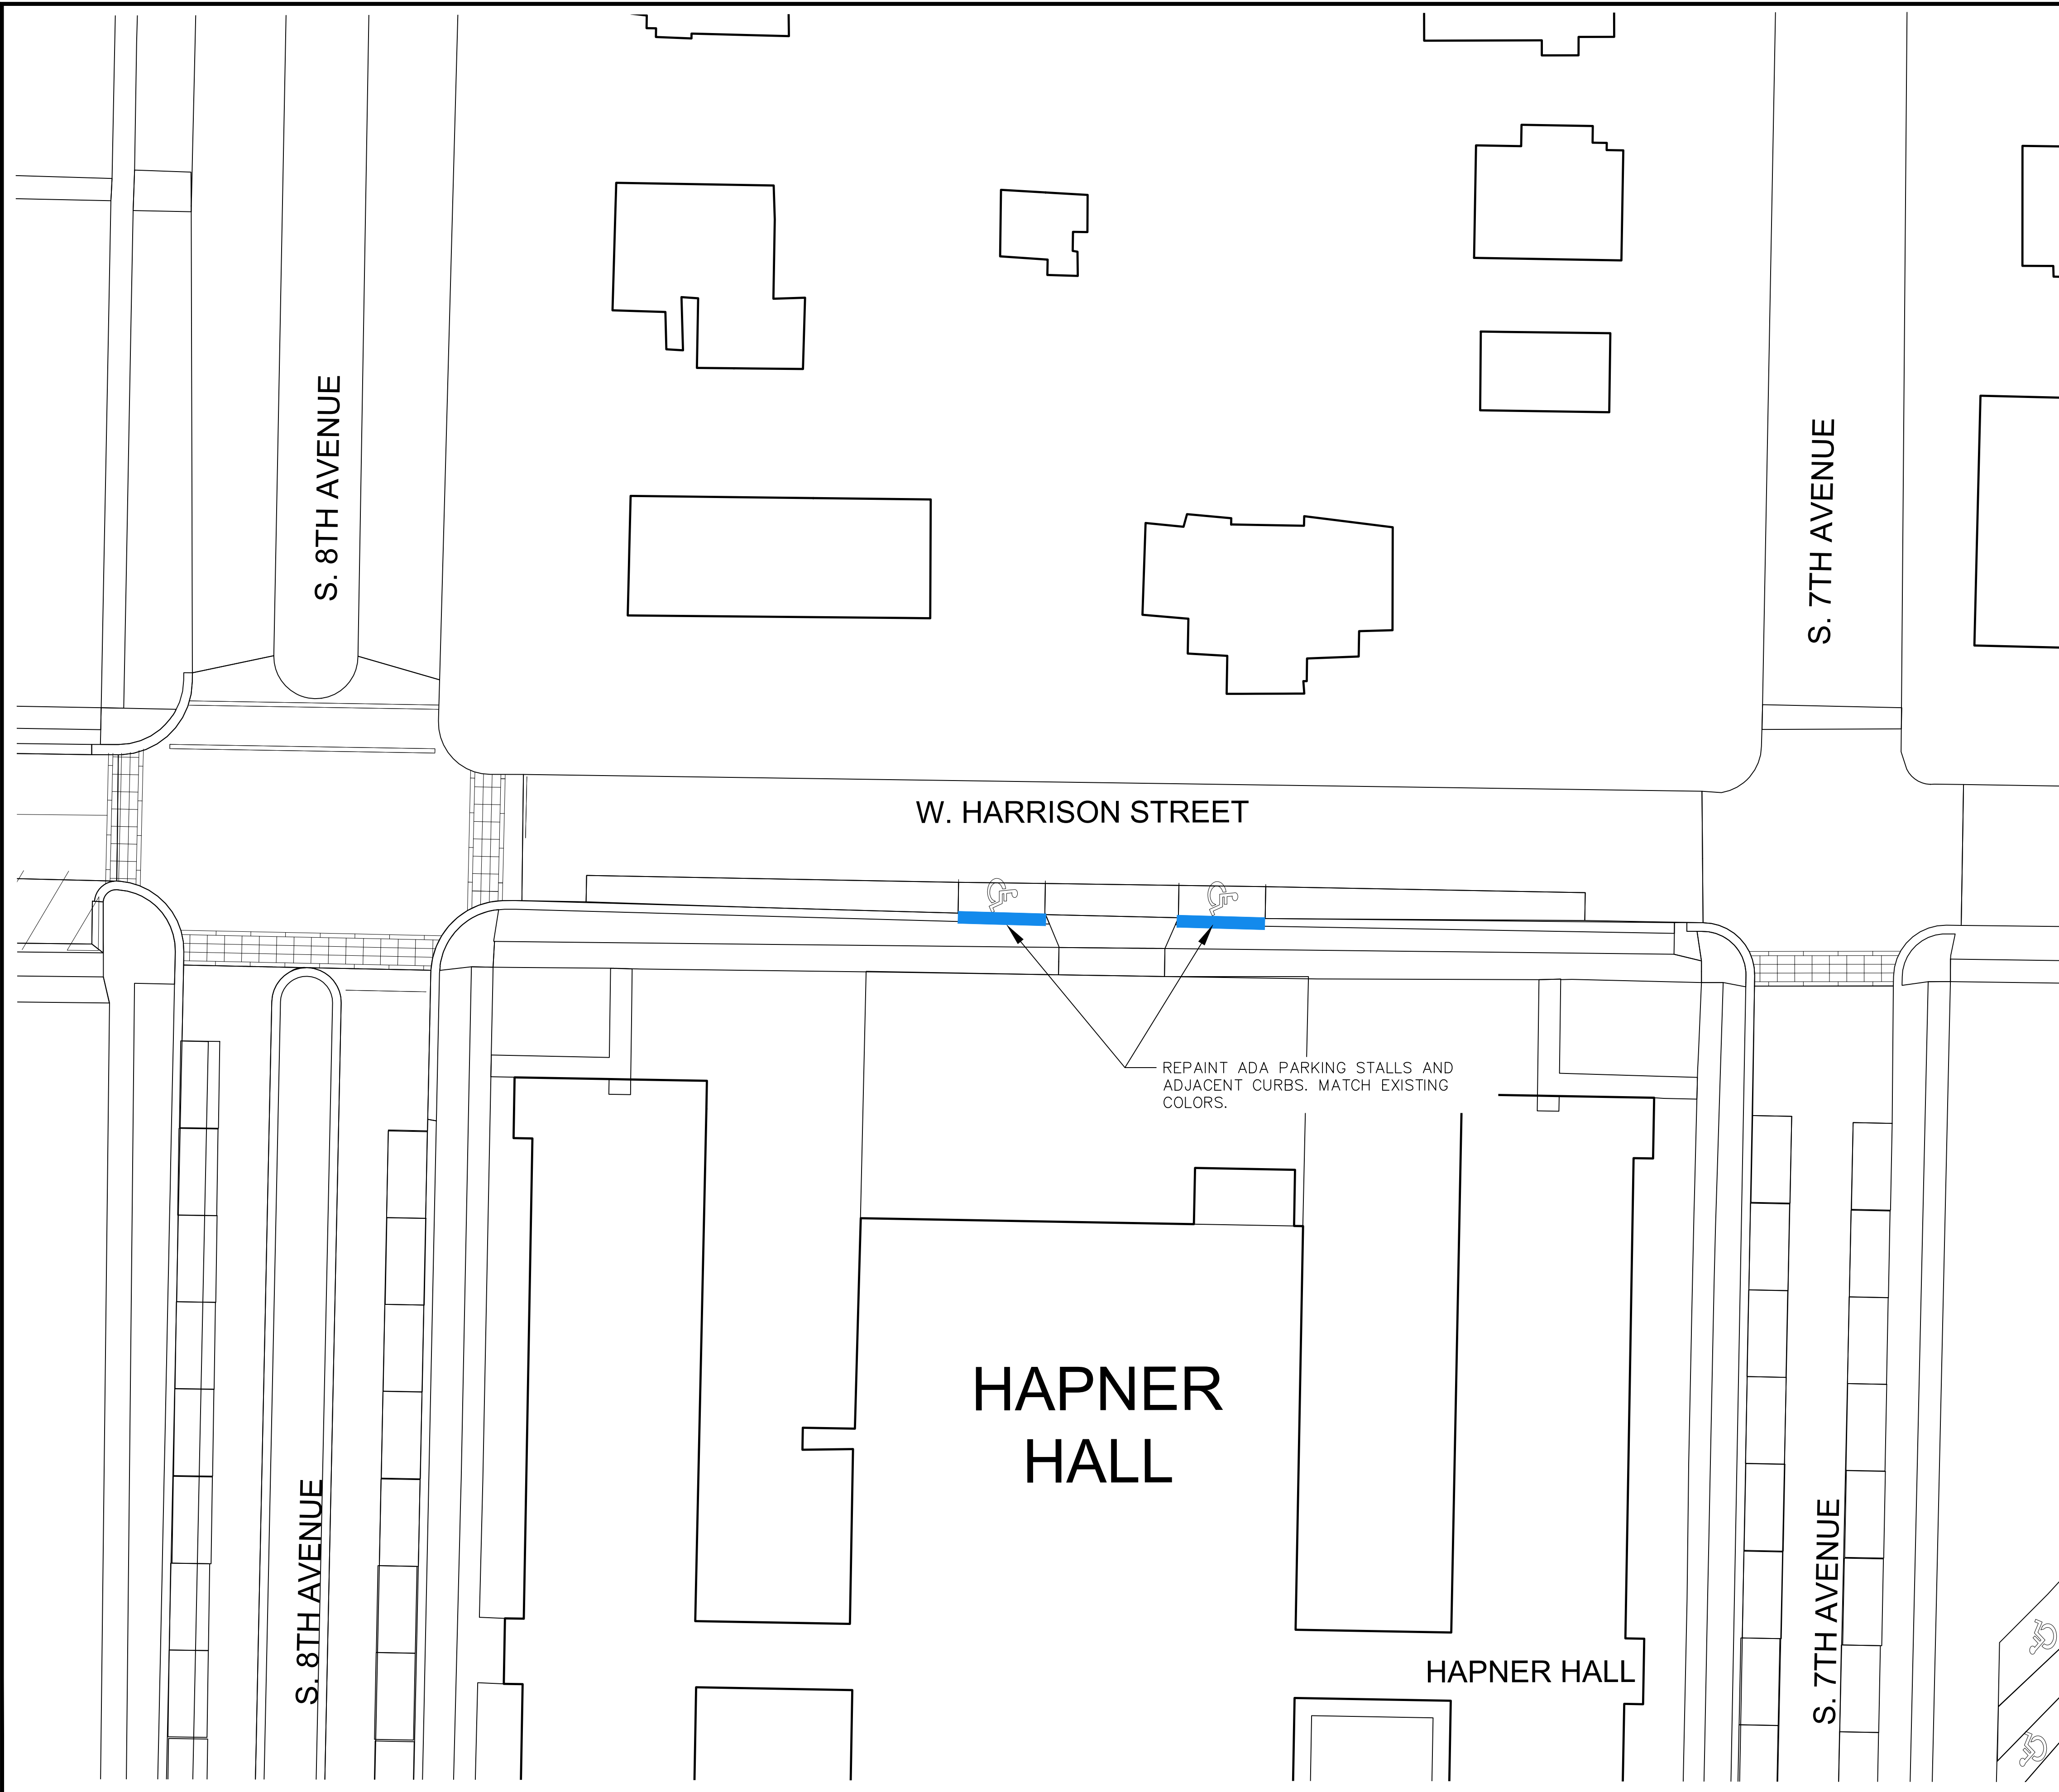 S. 8TH AVENUE
S. 7TH AVENUE
W. HARRISON STREET
REPAINT ADA PARKING STALLS AND
ADJACENT CURBS. MATCH EXISTING
COLORS.
HAPNER
HALL
S. 8TH AVENUE
HAPNER HALL
S. 7TH AVENUE